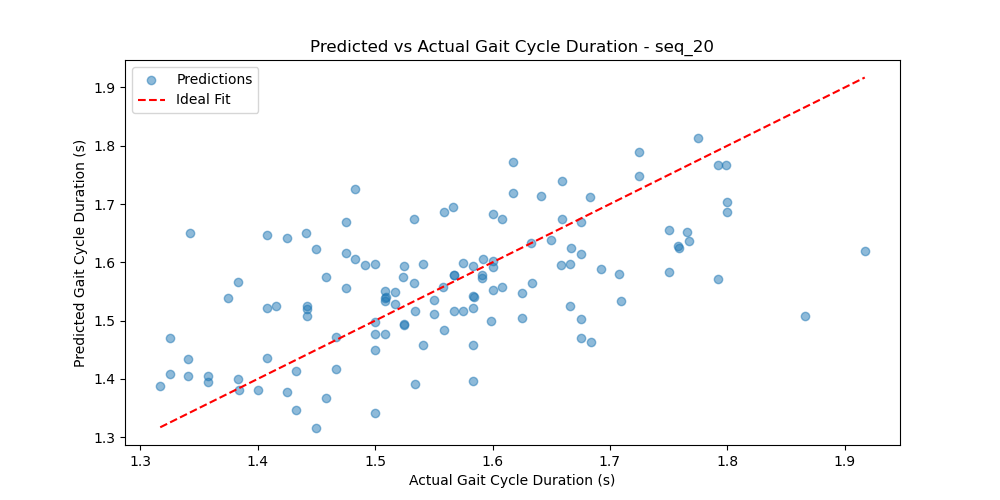 Predicted vs Actual Gait Cycle Duration - seq_20
Predictions
Ideal Fit
Predicted Gait Cycle Duration (s)
1.9
1.8
1.7
1.6
1.5
1.4
1.3
1.3 1.4 1.5 1.6 1.7 1.8 1.9
Actual Gait Cycle Duration (s)